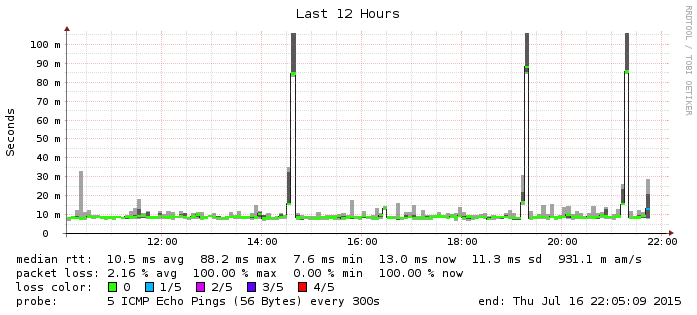 Last 12 Hours
RRDTOOL / TOBI OETIKER
Seconds
100 m
90 m
80 m
70 m
60 m
50 m
40 m
30 m
20 m
10 m
0
12:00 14:00 16:00 18:00 20:00 22:00
median rtt: 10.5 ms avg 88.2 ms max 7.6 ms min 13.0 ms now 11.3 ms sd 931.1 m am/s
packet loss: 2.16 % avg 100.00 % max 0.00 % min 100.00 % now
loss color: 0 1/5 2/5 3/5 4/5
probe: 5 ICMP Echo Pings (56 Bytes) every 300s end: Thu Jul 16 22:05:09 2015